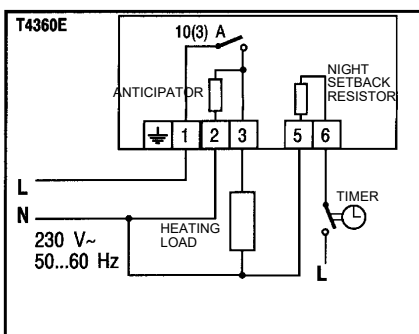 T4360E
10(3) A
ANTICIPATOR
NIGHT
SETBACK
RESISTOR
1 2 3 5 6
L
N
230 V~
50...60 Hz
HEATING
LOAD
TIMER
L